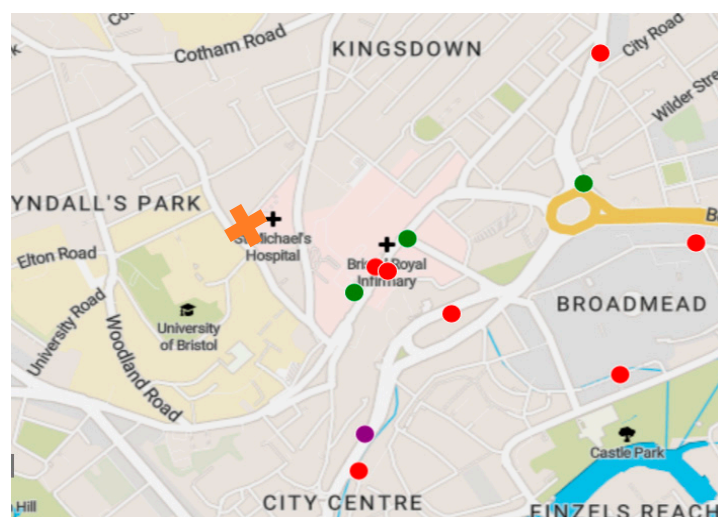 Cotham Road
KINGSDOWN
City Road
Wilder Stre
YNDALL'S PARK
St Michael's
Hospital
B
Elton Road
Bristol Royal
Infirmary
University Road
Woodland Road
University
of Bristol
BROADMEAD
Castle Park
Hill
CITY CENTRE
FINZELS REACH